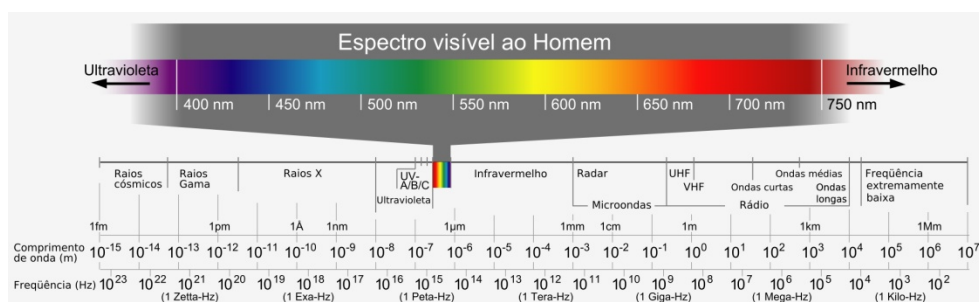 Espectro visível ao Homem
Ultravioleta
Infravermelho
400 nm 450 nm 500 nm 550 nm 600 nm 650 nm 700 nm 750 nm
Raios cósmicos
Raios Gama
Raios X
UV-A/B/C
Ultravioleta
Infravermelho
Radar
Microondas
UHF
VHF
Ondas médias
Ondas curtas
Ondas longas
Rádio
Freqüência extremamente baixa
1fm 1pm 1Å 1nm 1µm 1mm 1cm 1m 1km 1Mm
Comprimento de onda (m) 10⁻¹⁵ 10⁻¹⁴ 10⁻¹³ 10⁻¹² 10⁻¹¹ 10⁻¹⁰ 10⁻⁹ 10⁻⁸ 10⁻⁷ 10⁻⁶ 10⁻⁵ 10⁻⁴ 10⁻³ 10⁻² 10⁻¹ 10⁰ 10¹ 10² 10³ 10⁴ 10⁵ 10⁶ 10⁷
Freqüência (Hz) 10²³ 10²² 10²¹ 10²⁰ 10¹⁹ 10¹⁸ 10¹⁷ 10¹⁶ 10¹⁵ 10¹⁴ 10¹³ 10¹² 10¹¹ 10¹⁰ 10⁹ 10⁸ 10⁷ 10⁶ 10⁵ 10⁴ 10³ 10²
(1 Zetta-Hz) (1 Exa-Hz) (1 Peta-Hz) (1 Tera-Hz) (1 Giga-Hz) (1 Mega-Hz) (1 Kilo-Hz)